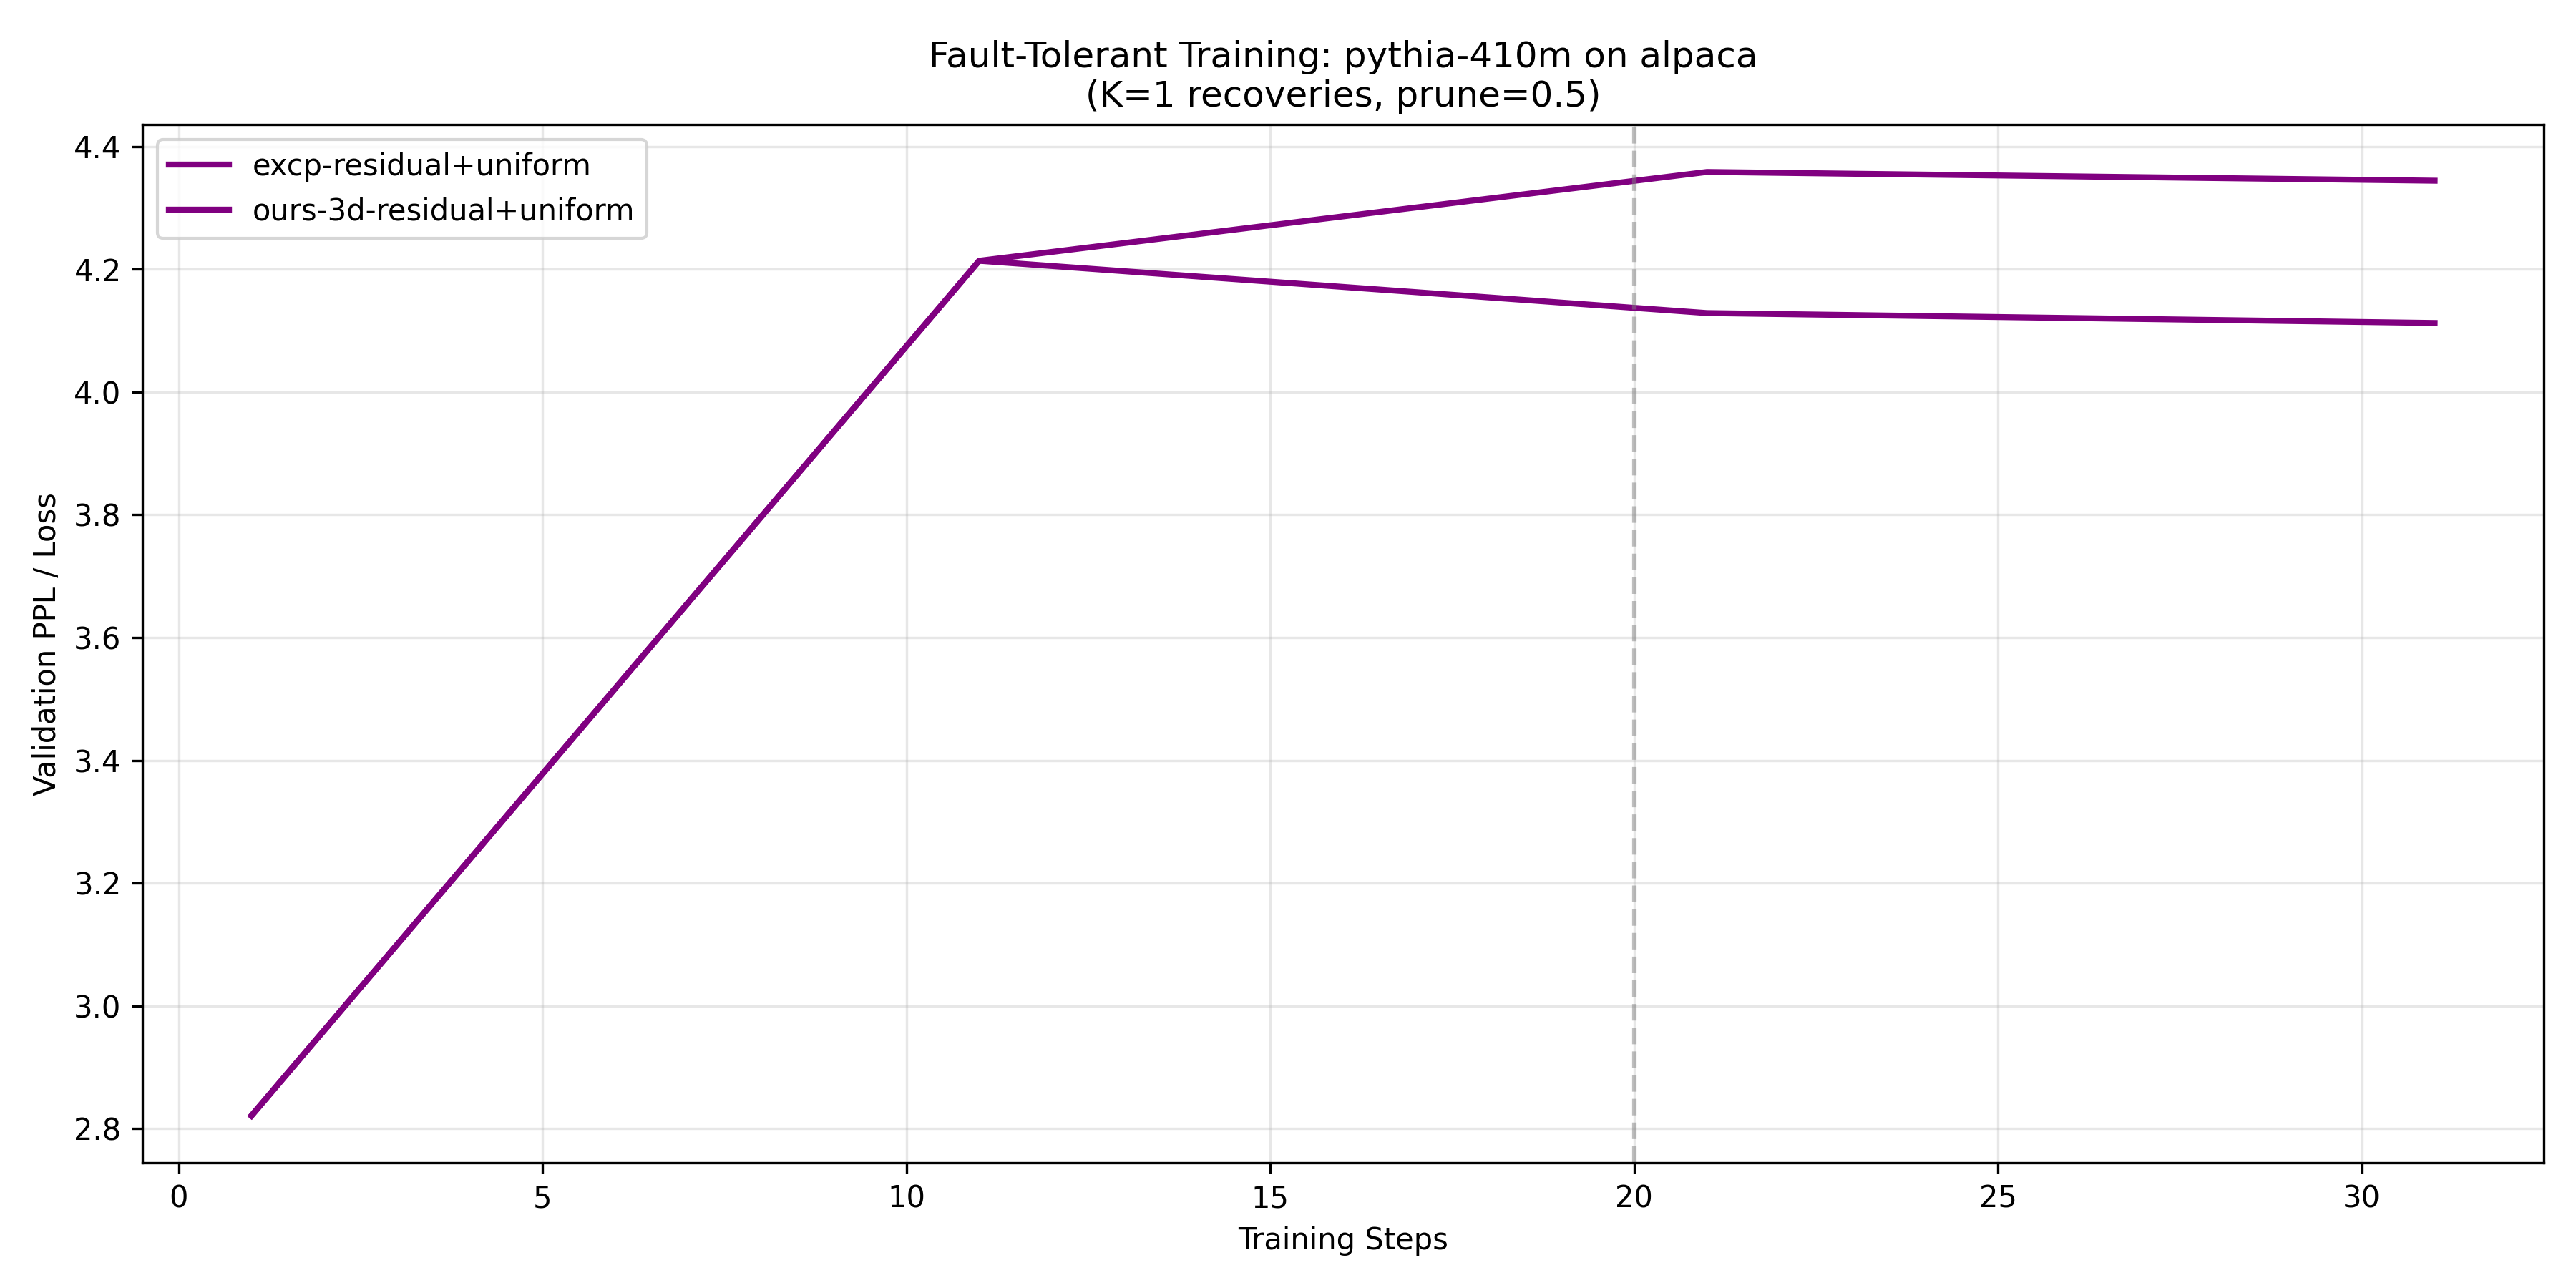 Fault-Tolerant Training: pythia-410m on alpaca
(K=1 recoveries, prune=0.5)
excp-residual+uniform
ours-3d-residual+uniform
Validation PPL / Loss
4.4
4.2
4.0
3.8
3.6
3.4
3.2
3.0
2.8
0 5 10 15 20 25 30
Training Steps